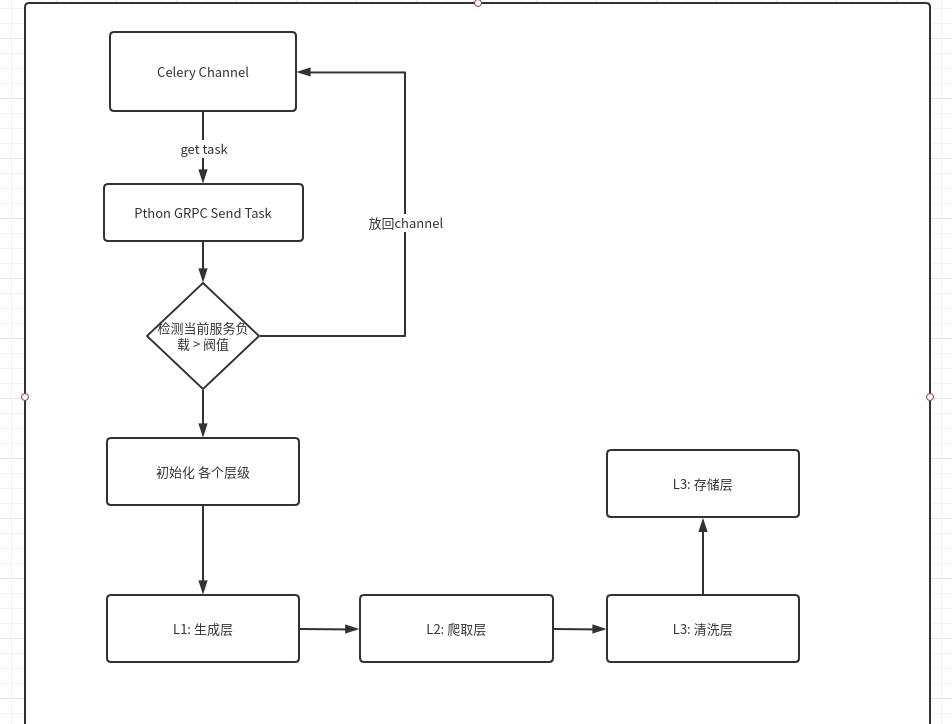 Celery Channel
get task
Pthon GRPC Send Task
放回channel
检测当前服务负
载 > 阀值
初始化 各个层级
L3: 存储层
L1: 生成层
L2: 爬取层
L3: 清洗层